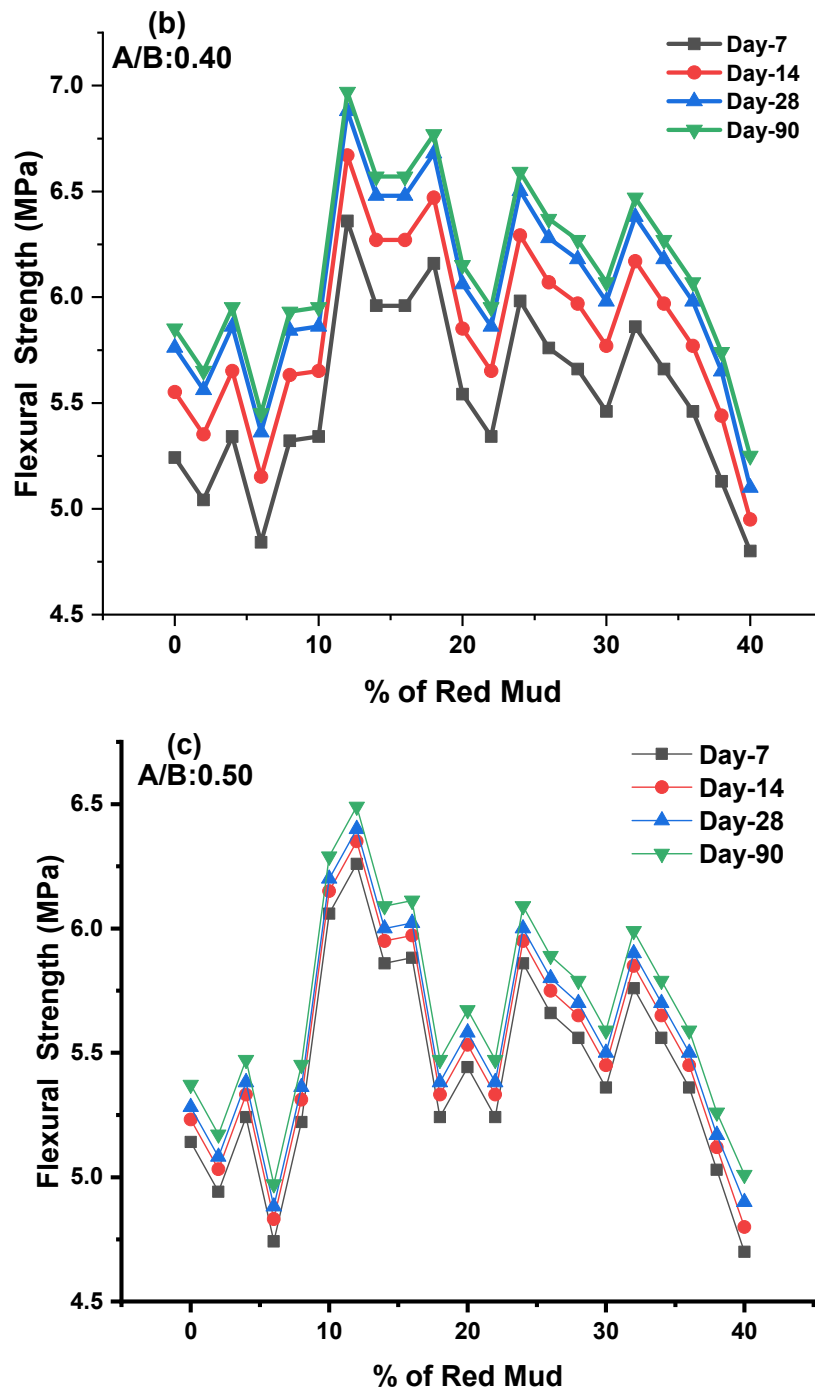 (b)
A/B:0.40
Day-7
Day-14
Day-28
Day-90
Flexural Strength (MPa)
7.0
6.5
6.0
5.5
5.0
4.5
0 10 20 30 40
% of Red Mud
(c)
A/B:0.50
Day-7
Day-14
Day-28
Day-90
Flexural Strength (MPa)
6.5
6.0
5.5
5.0
4.5
0 10 20 30 40
% of Red Mud